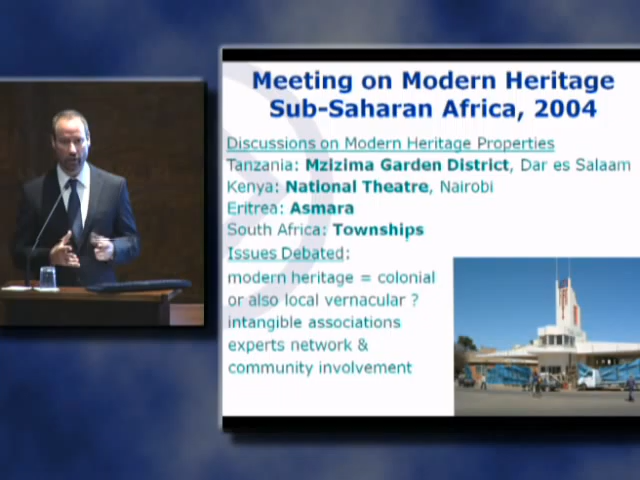 Meeting on Modern Heritage
Sub-Saharan Africa, 2004
Discussions on Modern Heritage Properties
Tanzania: Mzizima Garden District, Dar es Salaam
Kenya: National Theatre, Nairobi
Eritrea: Asmara
South Africa: Townships
Issues Debated:
modern heritage = colonial
or also local vernacular ?
intangible associations
experts network &
community involvement